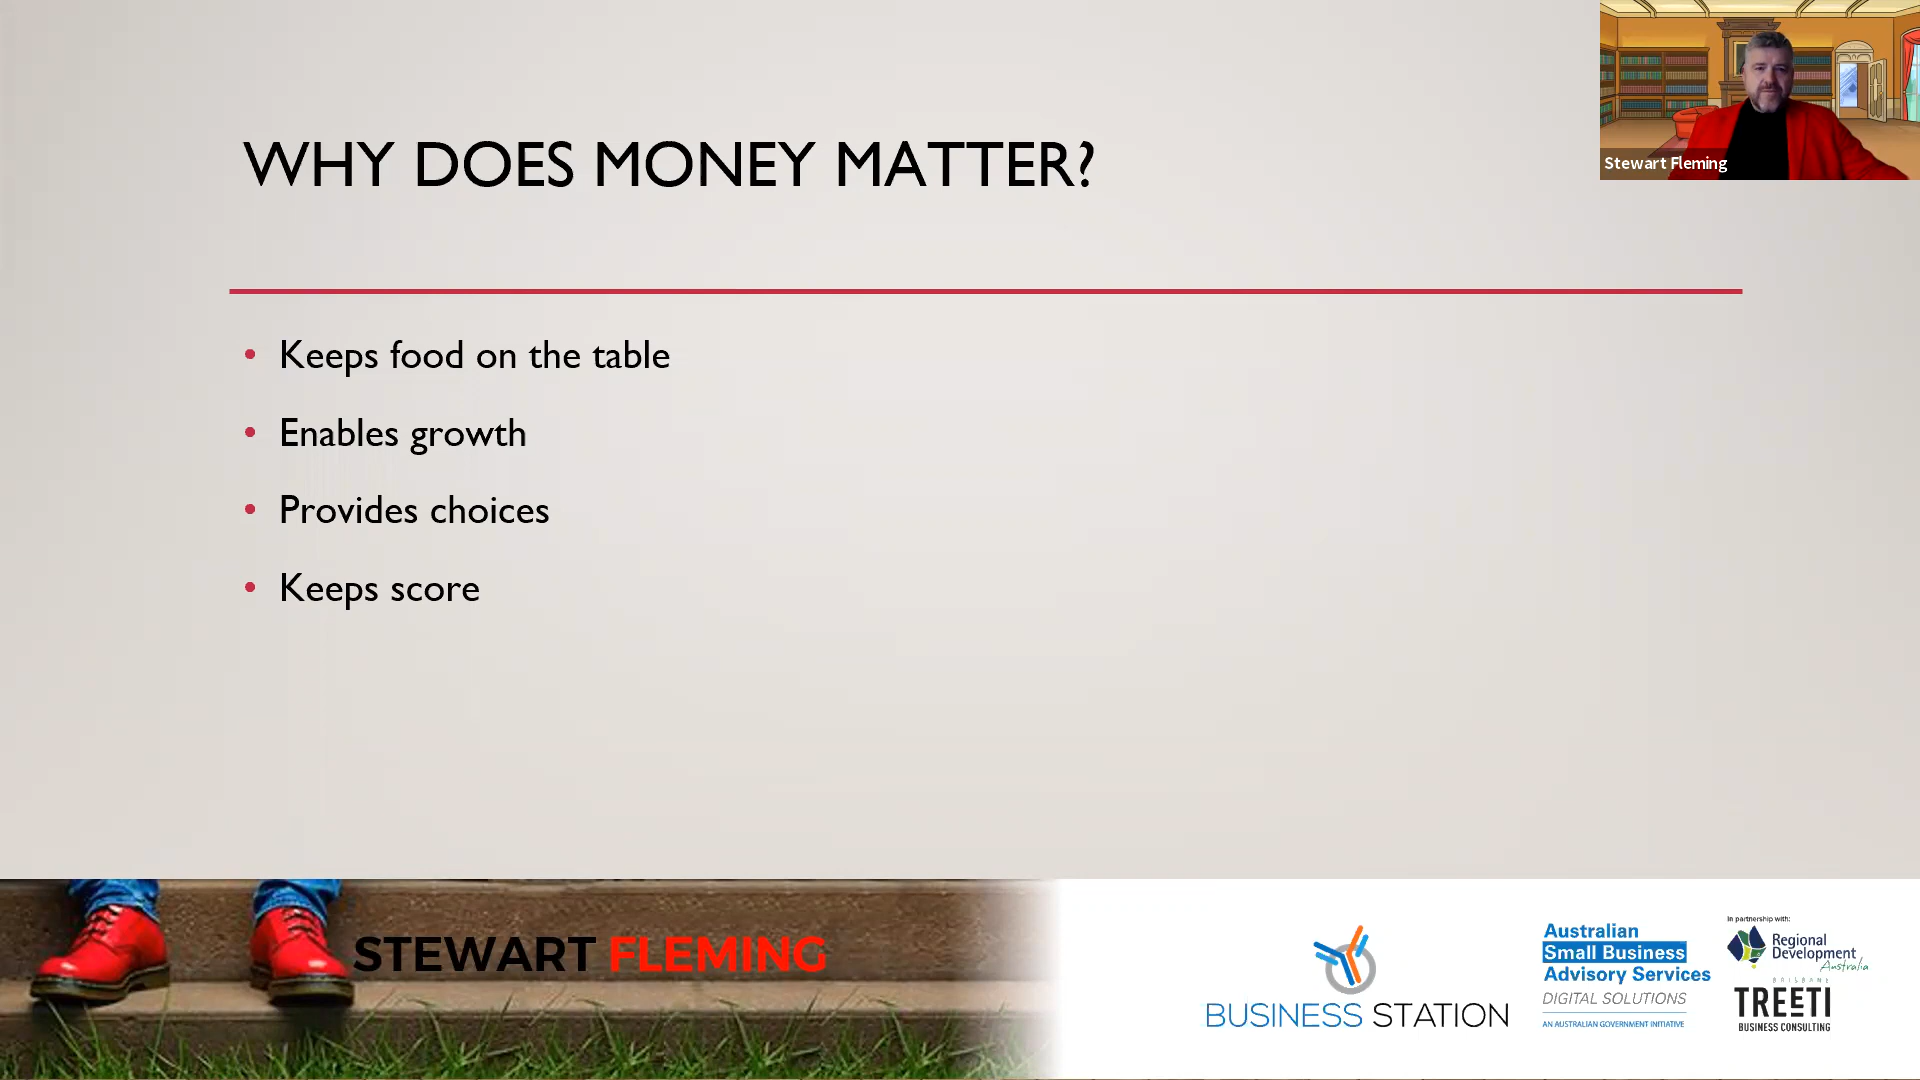 WHY DOES MONEY MATTER?
Stewart Fleming
• Keeps food on the table
• Enables growth
• Provides choices
• Keeps score
STEWART FLEMING
BUSINESS STATION
Australian
Small Business
Advisory Services
DIGITAL SOLUTIONS
AN AUSTRALIAN GOVERNMENT INITIATIVE
In partnership with:
Regional
Development
Australia
BRISBANE
TREETI
BUSINESS CONSULTING